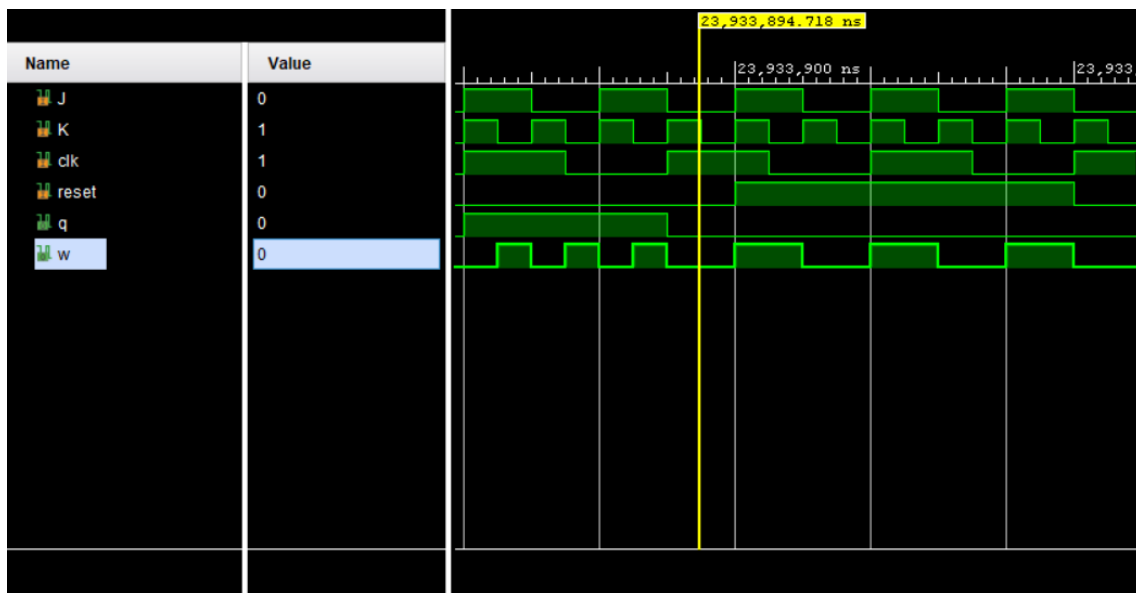 23,933,894.718 ns
Name Value
23,933,900 ns 23,933
J 0
K 1
clk 1
reset 0
q 0
w 0